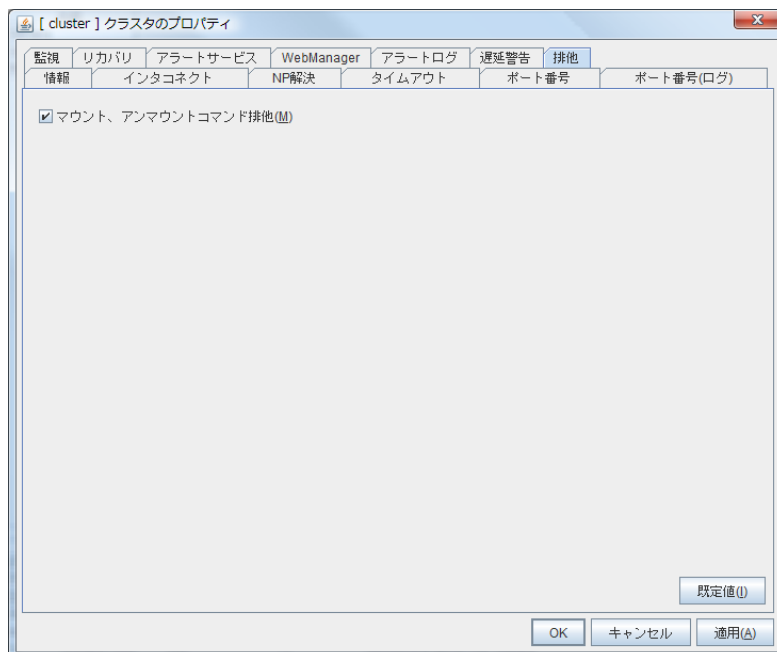 [ cluster ] クラスタのプロパティ
監視 リカバリ アラートサービス WebManager アラートログ 遅延警告 排他
情報 インタコネクト NP解決 タイムアウト ポート番号 ポート番号(ログ)
マウント、アンマウントコマンド排他(M)
既定値(I)
OK キャンセル 適用(A)